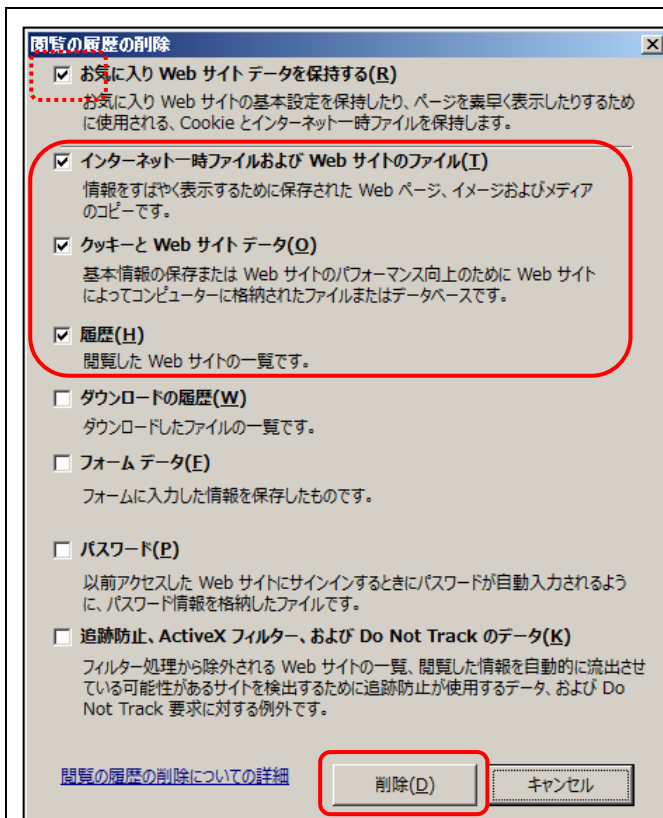 閲覧の履歴の削除
お気に入り Web サイト データを保持する(R)
お気に入り Web サイトの基本設定を保持したり、ページを素早く表示したりするため
に使用される、Cookie とインターネット一時ファイルを保持します。
インターネット一時ファイルおよび Web サイトのファイル(T)
情報をすばやく表示するために保存された Web ページ、イメージおよびメディア
のコピーです。
クッキーと Web サイト データ(O)
基本情報の保存または Web サイトのパフォーマンス向上のために Web サイト
によってコンピューターに格納されたファイルまたはデータベースです。
履歴(H)
閲覧した Web サイトの一覧です。
ダウンロードの履歴(W)
ダウンロードしたファイルの一覧です。
フォーム データ(F)
フォームに入力した情報を保存したものです。
パスワード(P)
以前アクセスした Web サイトにサインインするときにパスワードが自動入力されるよう
に、パスワード情報を格納したファイルです。
追跡防止、ActiveX フィルター、および Do Not Track のデータ(K)
フィルター処理から除外される Web サイトの一覧、閲覧した情報を自動的に流出させ
ている可能性があるサイトを検出するために追跡防止が使用するデータ、および Do
Not Track 要求に対する例外です。
閲覧の履歴の削除についての詳細
削除(D)
キャンセル